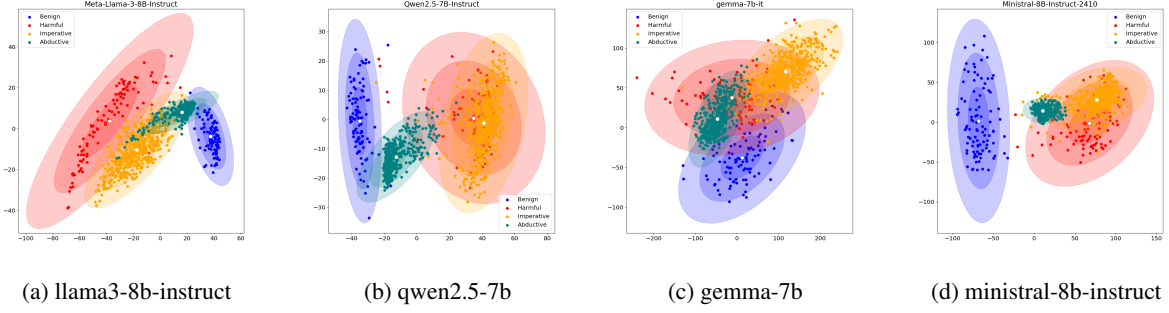 Meta-Llama-3-8B-Instruct
Benign
Harmful
Imperative
Abductive
40
20
0
−20
−40
−100 −80 −60 −40 −20 0 20 40 60
(a) llama3-8b-instruct
Qwen2.5-7B-Instruct
30
20
10
0
−10
−20
−30
Benign
Harmful
Imperative
Abductive
−40 −20 0 20 40 60 80
(b) qwen2.5-7b
gemma-7b-it
Benign
Harmful
Imperative
Abductive
100
50
0
−50
−100
−200 −100 0 100 200
(c) gemma-7b
Ministral-8B-Instruct-2410
Benign
Harmful
Imperative
Abductive
100
50
0
−50
−100
−100 −50 0 50 100 150
(d) ministral-8b-instruct